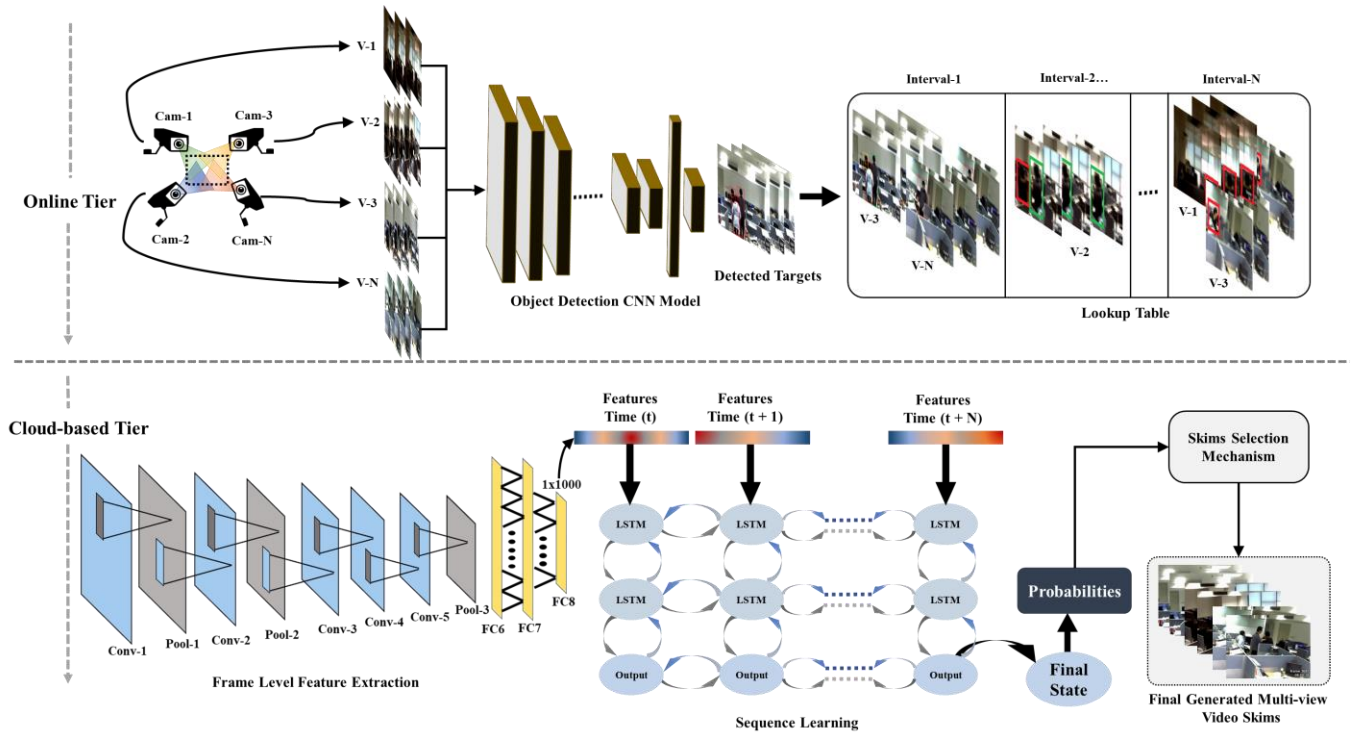 V-1
Cam-1
Cam-3
V-2
Online Tier
V-3
Cam-2
Cam-N
V-N
Object Detection CNN Model
Detected Targets
Interval-1
Interval-2...
Interval-N
V-3
V-N
V-2
V-1
V-3
Lookup Table
Cloud-based Tier
Conv-1
Pool-1
Conv-2
Pool-2
Conv-3
Conv-4
Conv-5
Pool-3
FC6
FC7
FC8
1x1000
Frame Level Feature Extraction
Features
Time (t)
Features
Time (t + 1)
Features
Time (t + N)
LSTM
LSTM
LSTM
LSTM
LSTM
LSTM
Output
Output
Output
Sequence Learning
Final
State
Probabilities
Skims Selection
Mechanism
Final Generated Multi-view
Video Skims